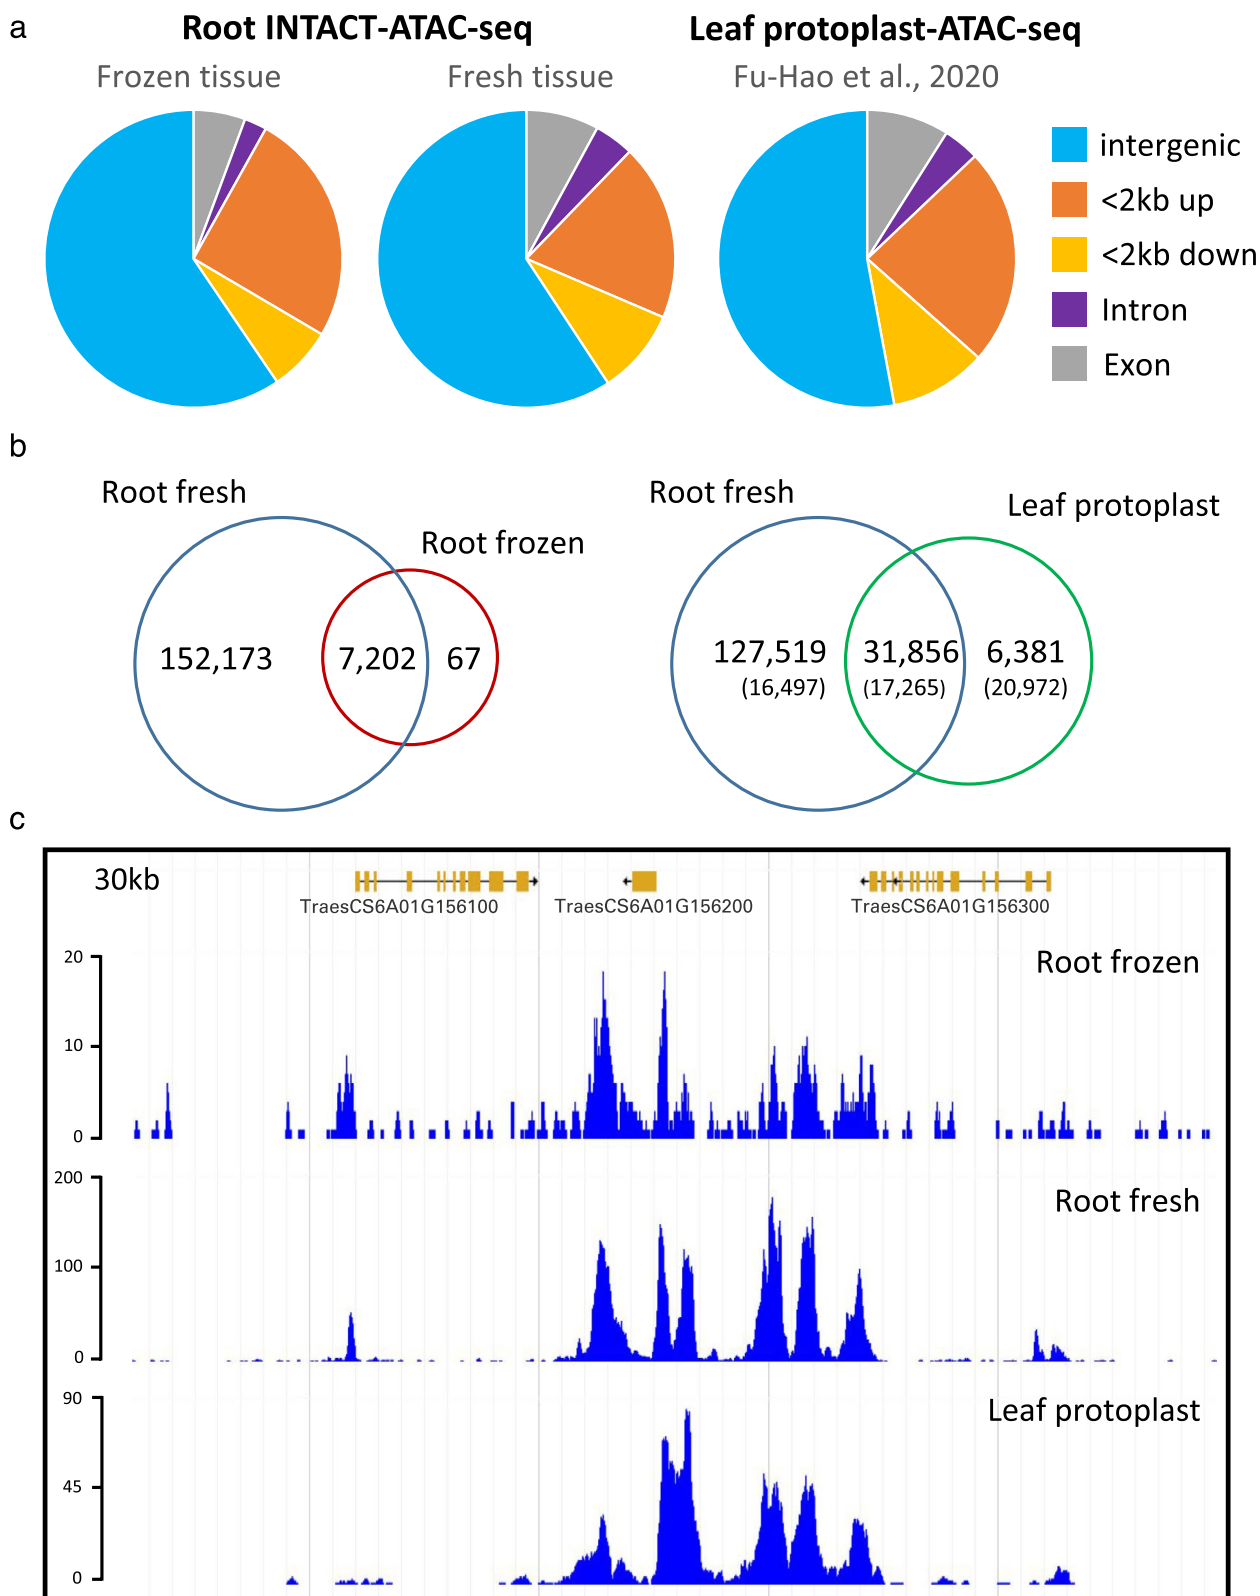 a
Root INTACT-ATAC-seq
Leaf protoplast-ATAC-seq
Frozen tissue
Fresh tissue
Fu-Hao et al., 2020
intergenic
<2kb up
<2kb down
Intron
Exon
b
Root fresh
Root frozen
152,173
7,202
67
Root fresh
Leaf protoplast
127,519
(16,497)
31,856
(17,265)
6,381
(20,972)
c
30kb
TraesCS6A01G156100
TraesCS6A01G156200
TraesCS6A01G156300
Root frozen
20
10
0
Root fresh
200
100
0
Leaf protoplast
90
45
0